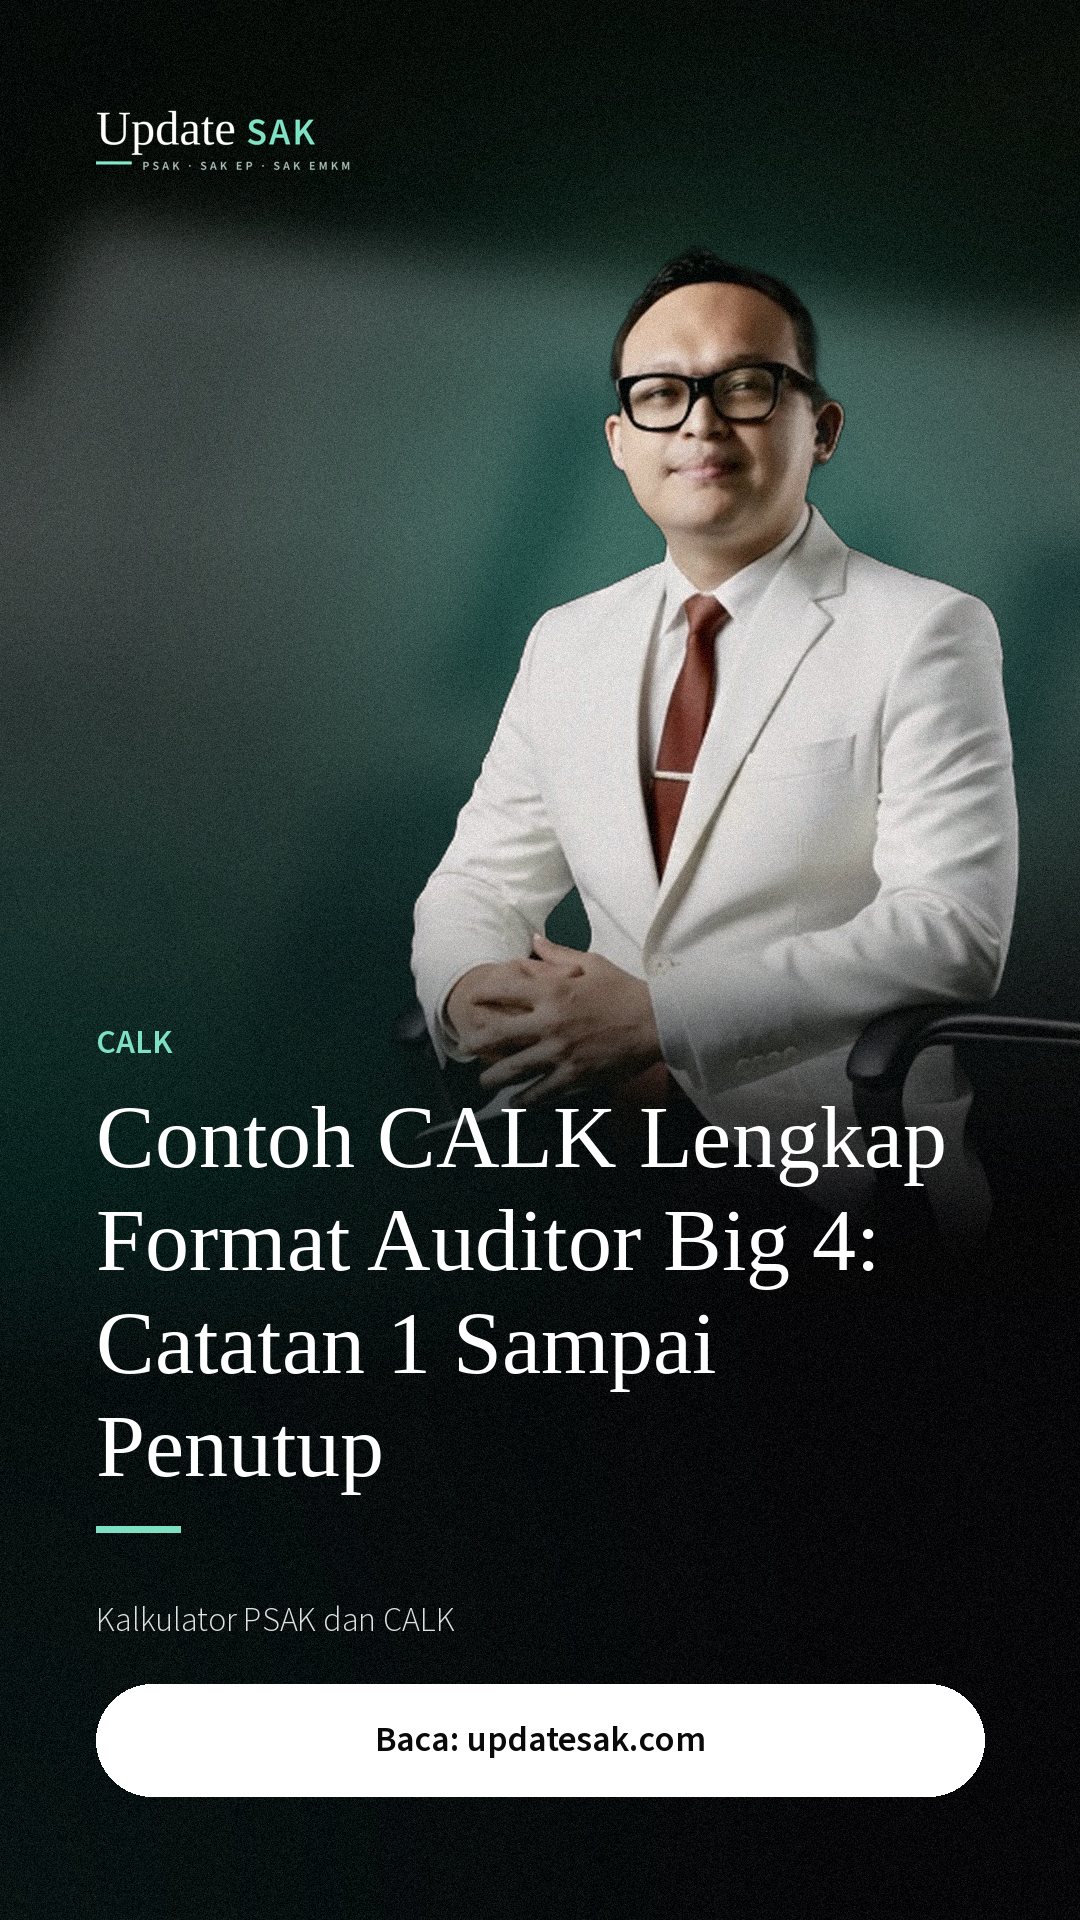 Update SAK
PSAK · SAK EP · SAK EMKM
CALK
Contoh CALK Lengkap
Format Auditor Big 4:
Catatan 1 Sampai
Penutup
Kalkulator PSAK dan CALK
Baca: updatesak.com